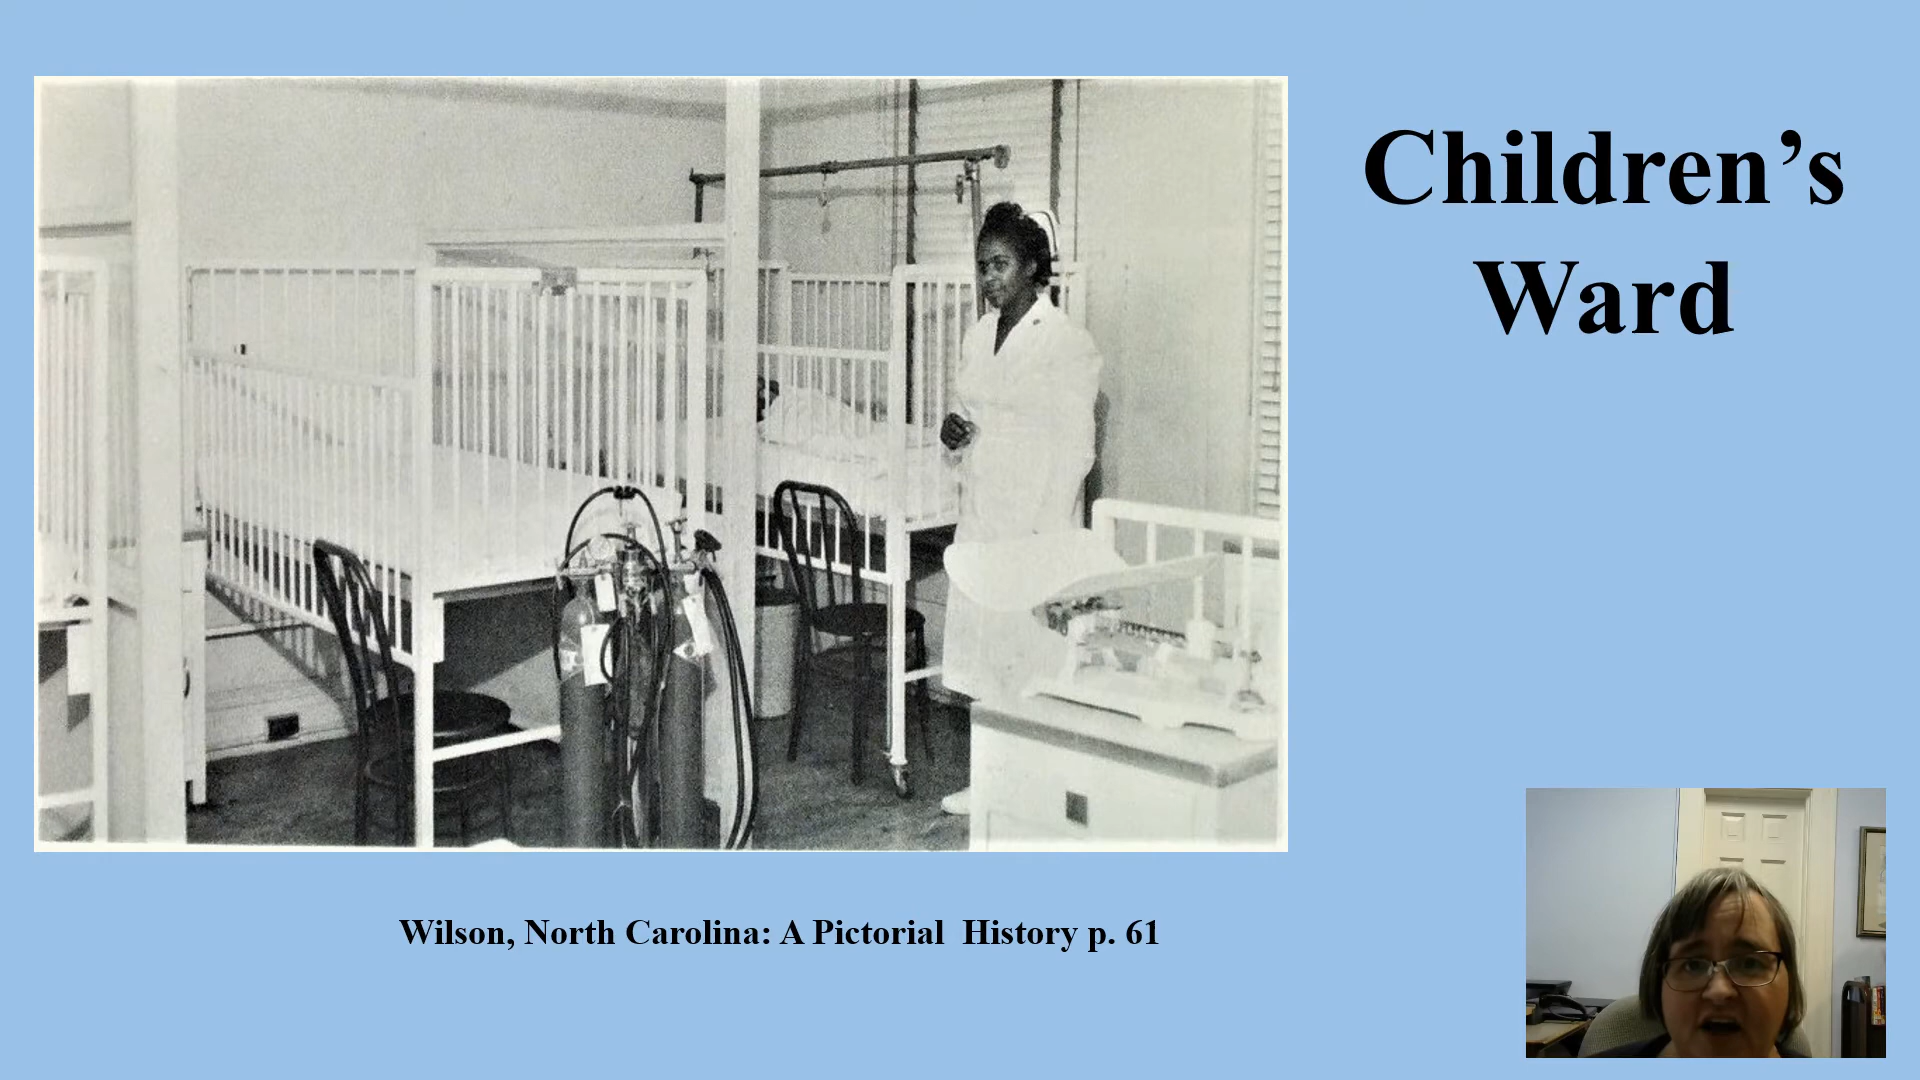 Children’s
Ward
Wilson, North Carolina: A Pictorial  History p. 61